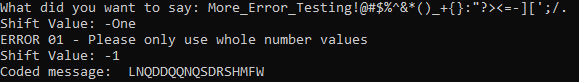 What did you want to say: More_Error_Testing!@#$%^&*()_+{}:"?><=-][';/.
Shift Value: -One
ERROR 01 - Please only use whole number values
Shift Value: -1
Coded message:  LNQDDQQNQSDRSHMFW